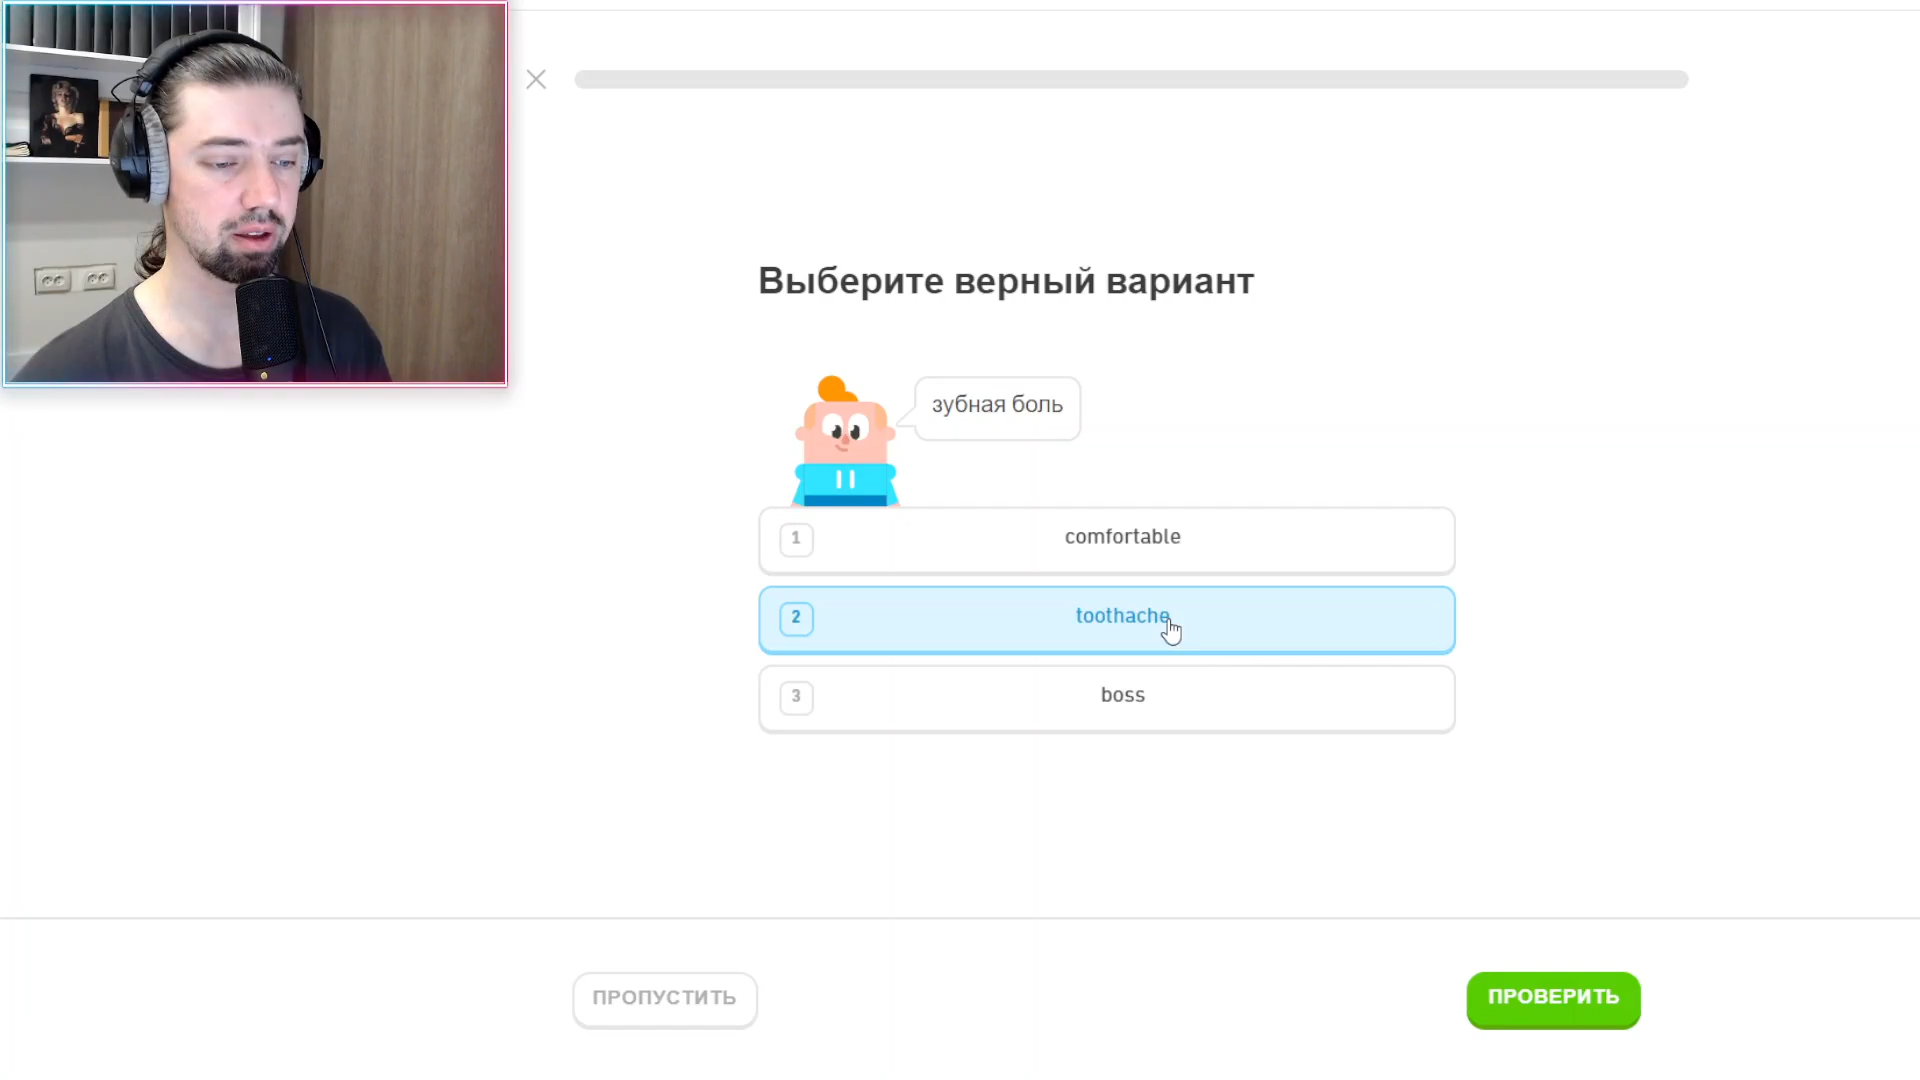 Выберите верный вариант
зубная боль
1 comfortable
2 toothache
3 boss
ПРОПУСТИТЬ
ПРОВЕРИТЬ